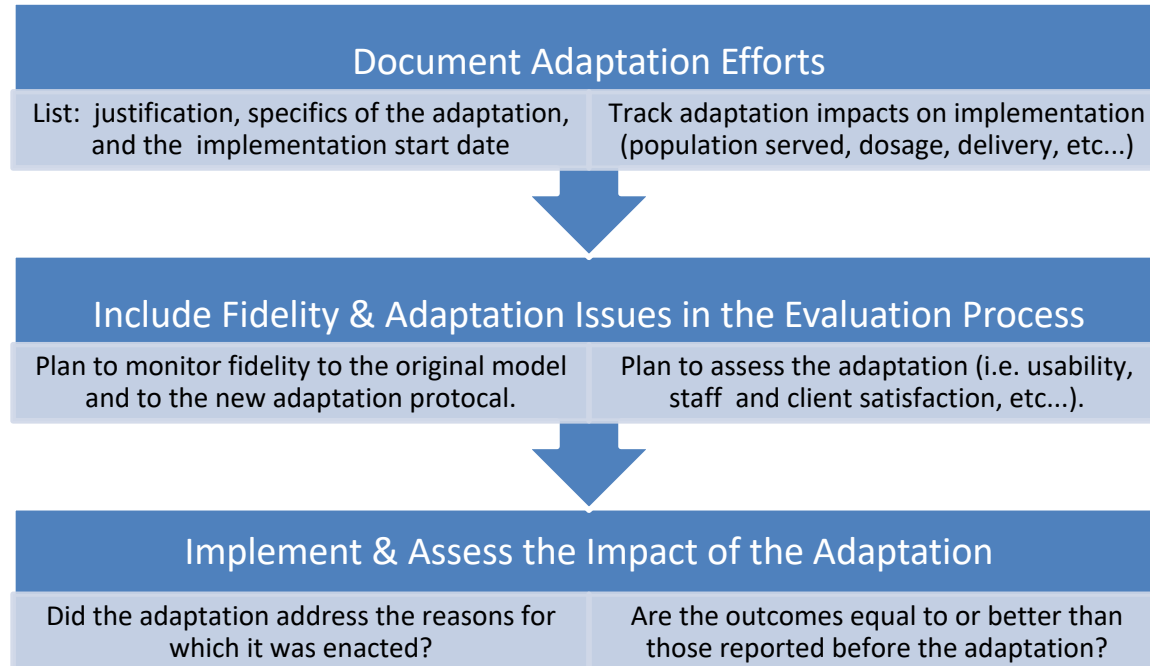 Document Adaptation Efforts
List:  justification, specifics of the adaptation,
and the  implementation start date
Track adaptation impacts on implementation
(population served, dosage, delivery, etc...)
Include Fidelity & Adaptation Issues in the Evaluation Process
Plan to monitor fidelity to the original model
and to the new adaptation protocal.
Plan to assess the adaptation (i.e. usability,
staff  and client satisfaction, etc...).
Implement & Assess the Impact of the Adaptation
Did the adaptation address the reasons for
which it was enacted?
Are the outcomes equal to or better than
those reported before the adaptation?